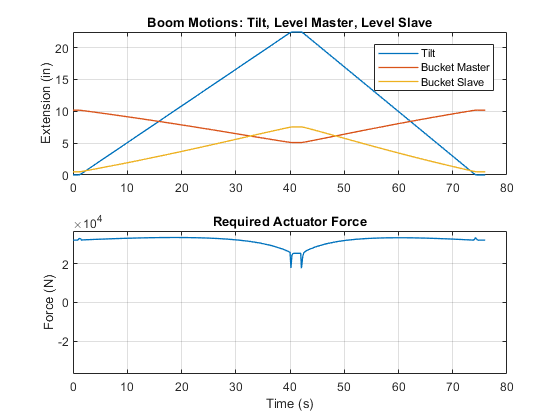 Boom Motions: Tilt, Level Master, Level Slave
Extension (in)
20
15
10
5
0
Tilt
Bucket Master
Bucket Slave
0 10 20 30 40 50 60 70 80
Required Actuator Force
×10^4
Force (N)
2
0
-2
0 10 20 30 40 50 60 70 80
Time (s)